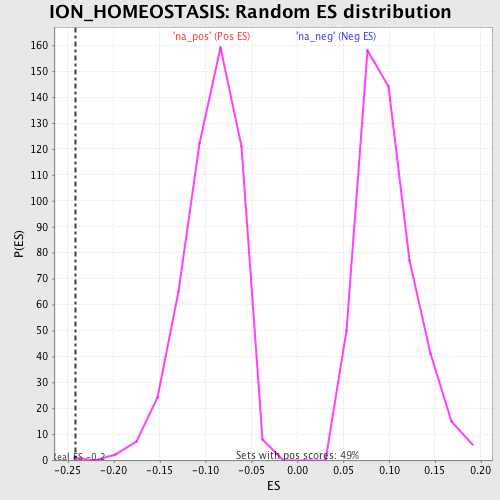 ION_HOMEOSTASIS: Random ES distribution
'na_pos' (Pos ES) 'na_neg' (Neg ES)
160
150
140
130
120
110
100
90
80
70
60
50
40
30
20
10
0
P(ES)
Sets with pos scores: 49%
-0.25 -0.20 -0.15 -0.10 -0.05 0.00 0.05 0.10 0.15 0.20
ES